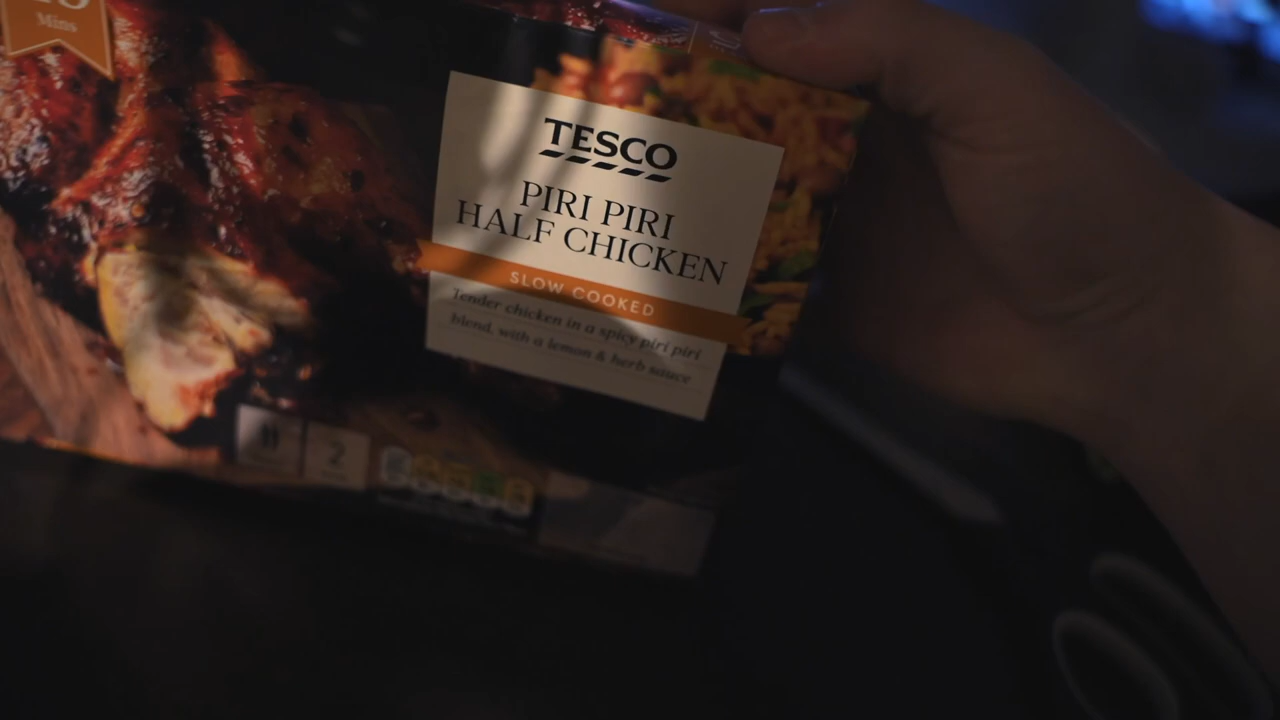 Mins
TESCO
PIRI PIRI
HALF CHICKEN
SLOW COOKED
Tender chicken in a spicy piri piri
blend, with a lemon & herb sauce
2